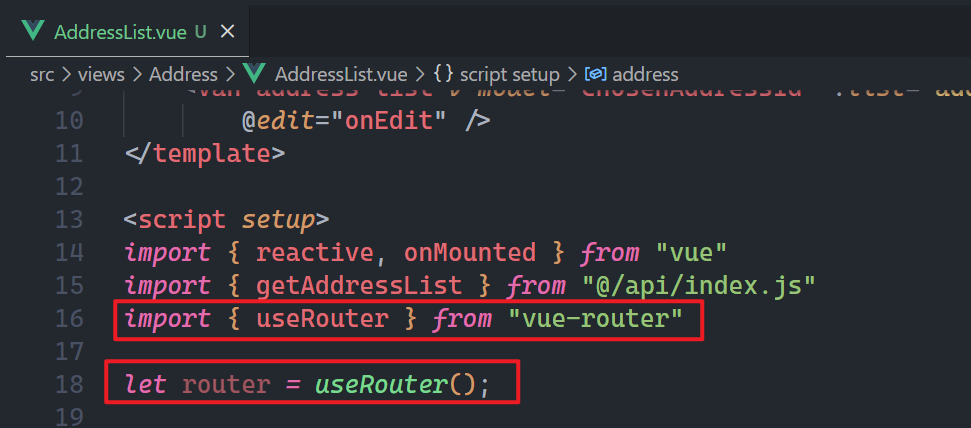 AddressList.vue U ×
src > views > Address > AddressList.vue > {} script setup > address
10 @edit="onEdit" />
11 </template>
12
13 <script setup>
14 import { reactive, onMounted } from "vue"
15 import { getAddressList } from "@/api/index.js"
16 import { useRouter } from "vue-router"
17
18 let router = useRouter();
19